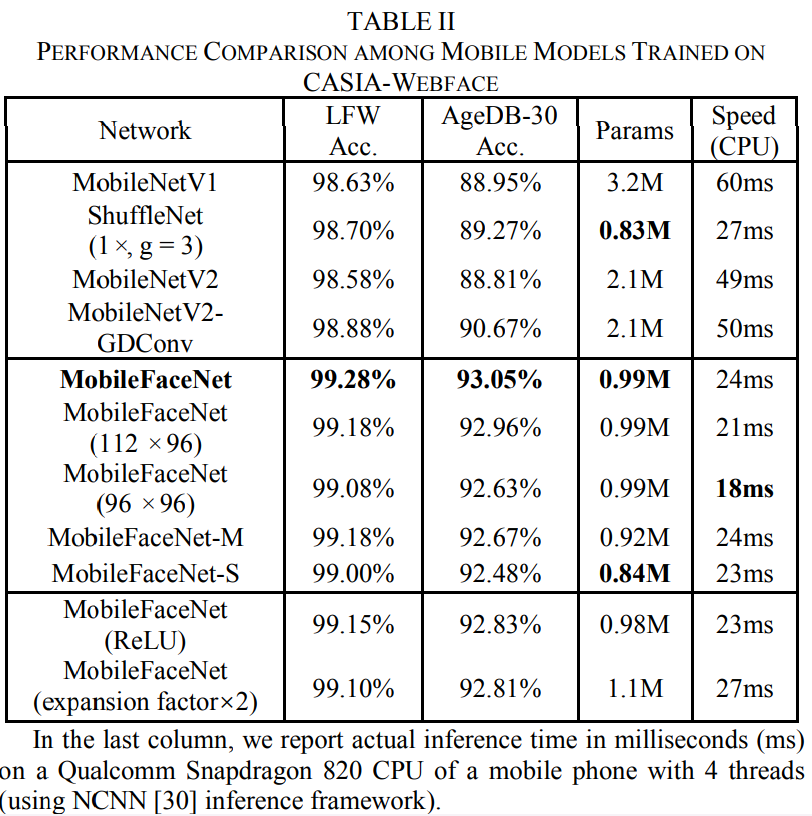 TABLE II
PERFORMANCE COMPARISON AMONG MOBILE MODELS TRAINED ON
CASIA-WEBFACE
Network LFW Acc. AgeDB-30 Acc. Params Speed (CPU)
MobileNetV1 98.63% 88.95% 3.2M 60ms
ShuffleNet (1 ×, g = 3) 98.70% 89.27% 0.83M 27ms
MobileNetV2 98.58% 88.81% 2.1M 49ms
MobileNetV2-GDConv 98.88% 90.67% 2.1M 50ms
MobileFaceNet 99.28% 93.05% 0.99M 24ms
MobileFaceNet (112 × 96) 99.18% 92.96% 0.99M 21ms
MobileFaceNet (96 × 96) 99.08% 92.63% 0.99M 18ms
MobileFaceNet-M 99.18% 92.67% 0.92M 24ms
MobileFaceNet-S 99.00% 92.48% 0.84M 23ms
MobileFaceNet (ReLU) 99.15% 92.83% 0.98M 23ms
MobileFaceNet (expansion factor×2) 99.10% 92.81% 1.1M 27ms
In the last column, we report actual inference time in milliseconds (ms)
on a Qualcomm Snapdragon 820 CPU of a mobile phone with 4 threads
(using NCNN [30] inference framework).